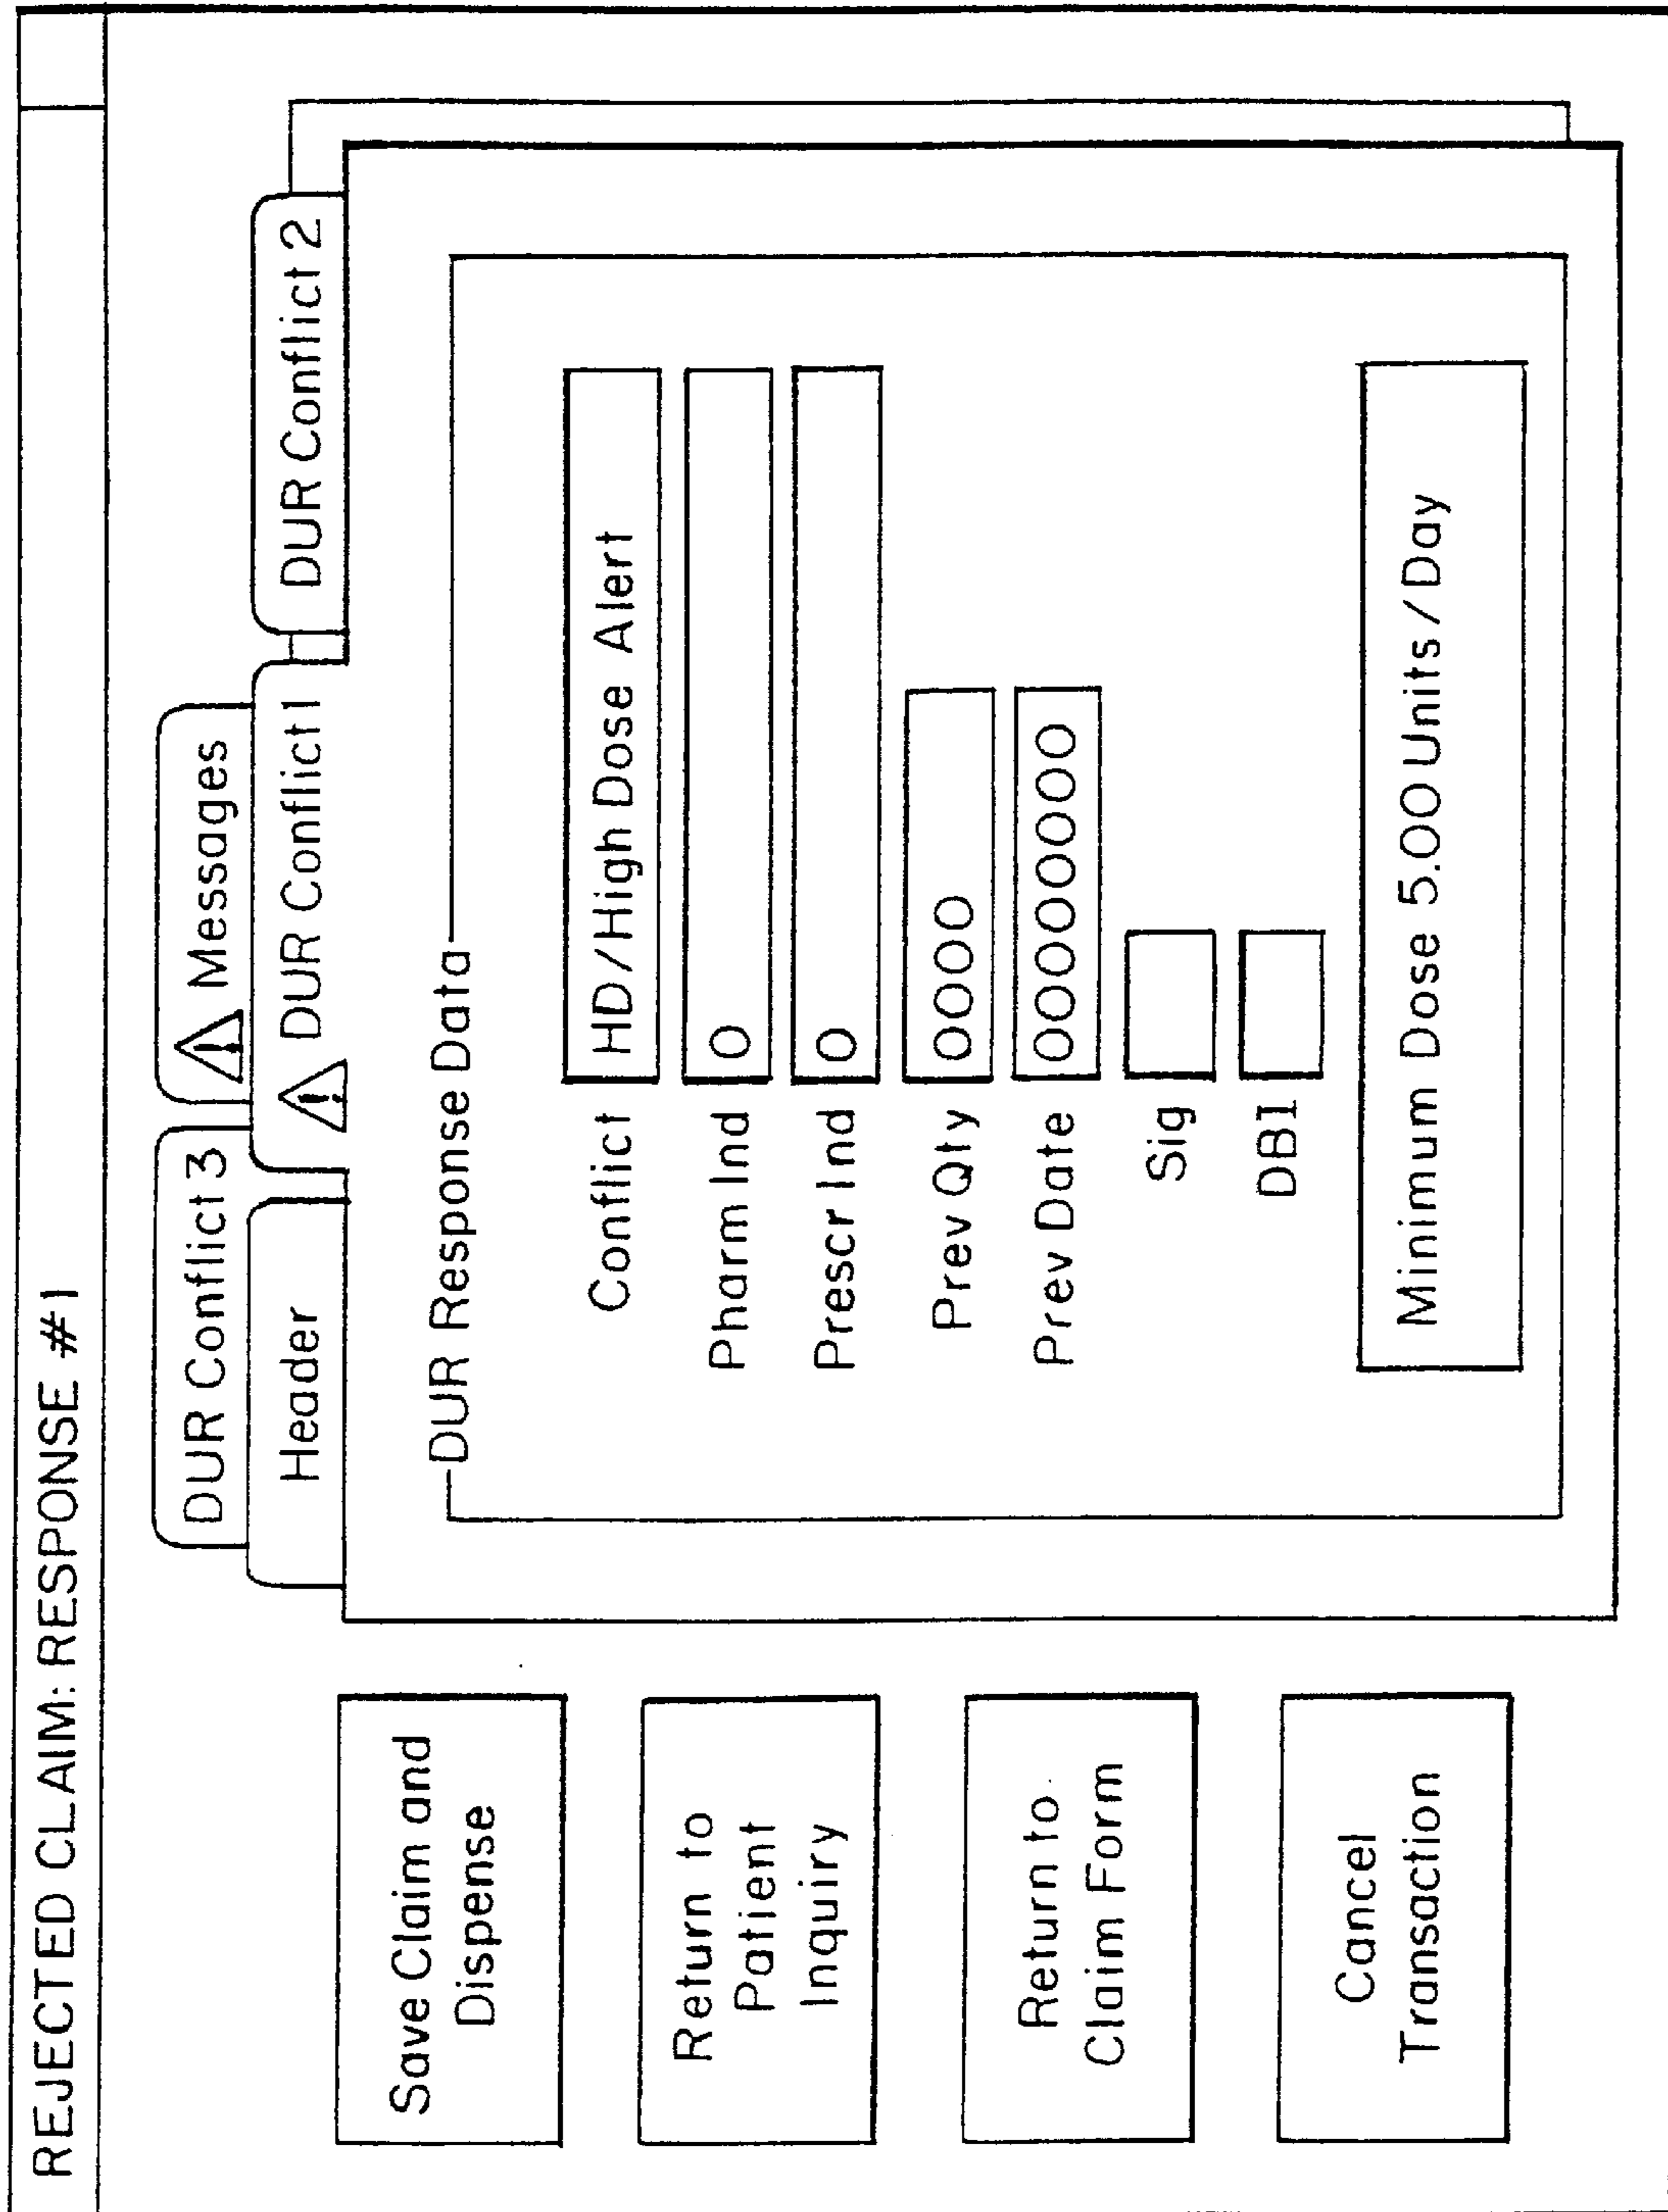 REJECTED CLAIM: RESPONSE #1
Save Claim and
Dispense
Return to
Patient
Inquiry
Return to
Claim Form
Cancel
Transaction
DUR Conflict 3
Messages
Header
DUR Conflict 1
DUR Conflict 2
DUR Response Data
Conflict HD/High Dose Alert
Pharm Ind 0
Prescr Ind 0
Prev Qty 0000
Prev Date 00000000
Sig
DBI
Minimum Dose 5.00 Units/Day